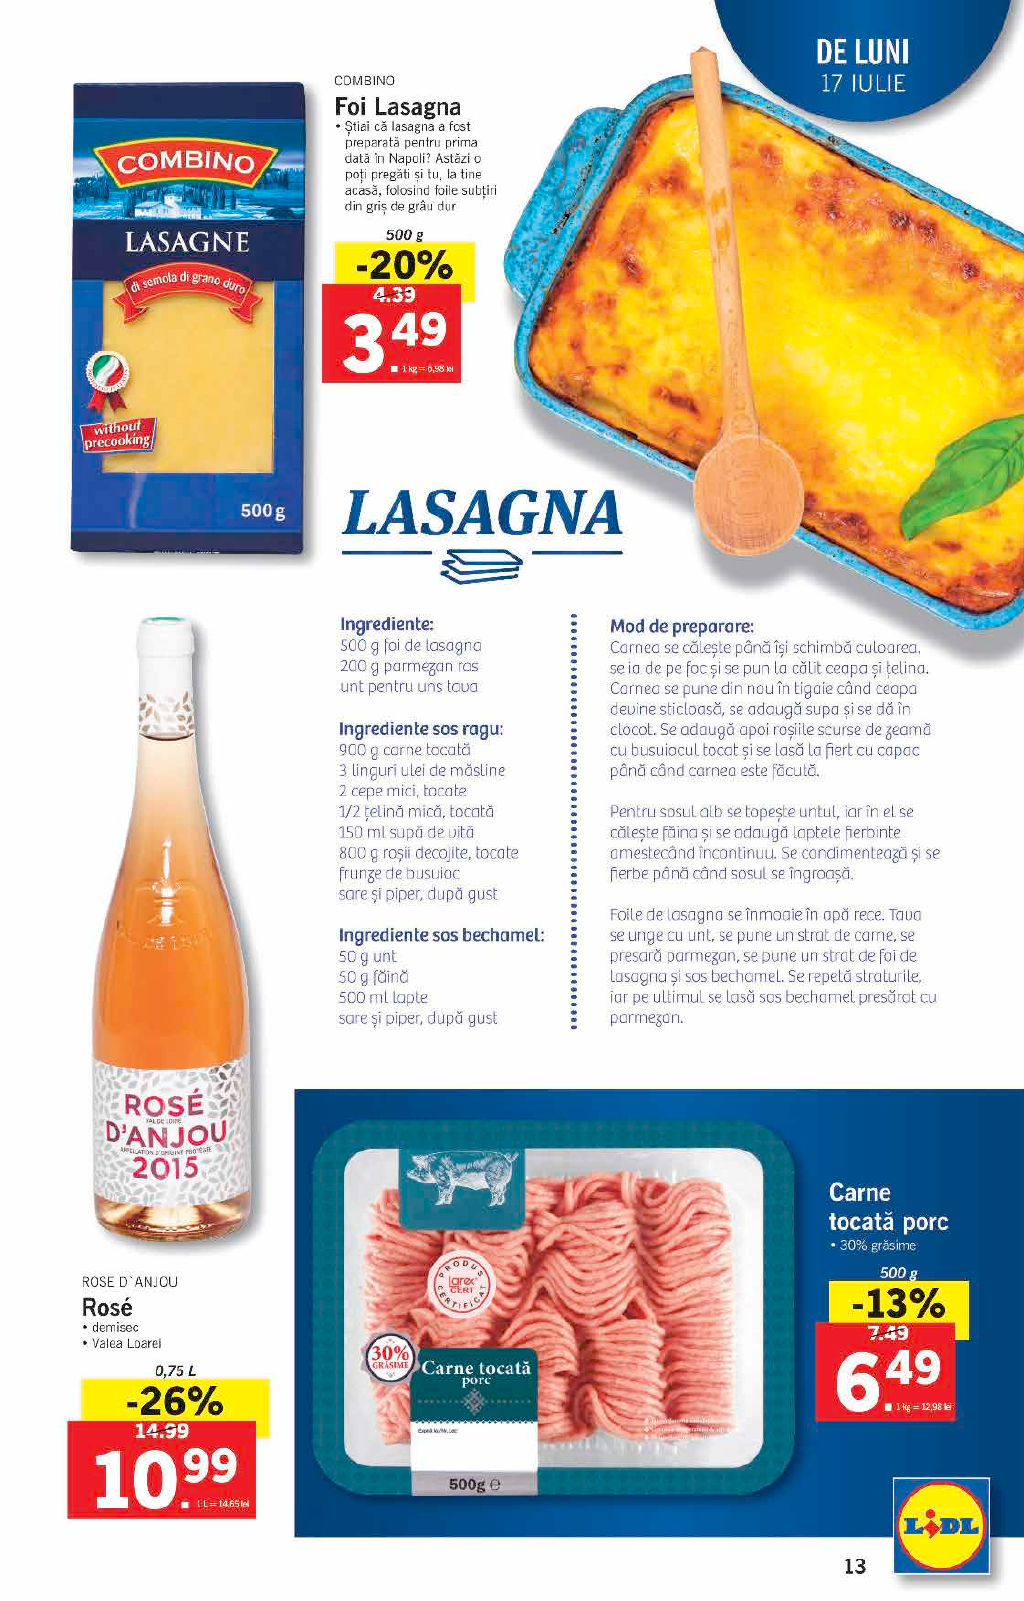 DE LUNI
17 IULIE
COMBINO
Foi Lasagna
• Știai că lasagna a fost
preparată pentru prima
dată în Napoli? Astăzi o
poți pregăti și tu, la tine
acasă, folosind foile subțiri
din griș de grâu dur
500 g
-20%
4.39
3 49
1 kg = 6,98 lei
COMBINO
LASAGNE
di semola di grano duro
without
precooking
500 g
LASAGNA
Ingrediente:
500 g foi de lasagna
200 g parmezan ras
unt pentru uns tava
Ingrediente sos ragu:
900 g carne tocată
3 linguri ulei de măsline
2 cepe mici, tocate
1/2 țelină mică, tocată
150 ml supă de vită
800 g roșii decojite, tocate
frunze de busuioc
sare și piper, după gust
Ingrediente sos bechamel:
50 g unt
50 g făină
500 ml lapte
sare și piper, după gust
Mod de preparare:
Carnea se călește până își schimbă culoarea,
se ia de pe foc și se pun la călit ceapa și țelina.
Carnea se pune din nou în tigaie când ceapa
devine sticloasă, se adaugă supa și se dă în
clocot. Se adaugă apoi roșiile scurse de zeamă
cu busuiocul tocat și se lasă la fiert cu capac
până când carnea este făcută.
Pentru sosul alb se topește untul, iar în el se
călește făina și se adaugă laptele fierbinte
amestecând încontinuu. Se condimentează și se
fierbe până când sosul se îngroașă.
Foile de lasagna se înmoaie în apă rece. Tava
se unge cu unt, se pune un strat de carne, se
presară parmezan, se pune un strat de foi de
lasagna și sos bechamel. Se repetă straturile,
iar pe ultimul se lasă sos bechamel presărat cu
parmezan.
ROSÉ
VAL DE LOIRE
D'ANJOU
APPELLATION D'ORIGINE PROTÉGÉE
2015
ROSE D`ANJOU
Rosé
• demisec
• Valea Loarei
0,75 L
-26%
14.99
10 99
1 L = 14,65 lei
PRODUS
larex
CERT
CERTIFICAT
30%
GRĂSIME
Carne tocată
porc
500g e
Carne
tocată porc
• 30% grăsime
500 g
-13%
7.49
6 49
1 kg = 12,98 lei
LIDL
13